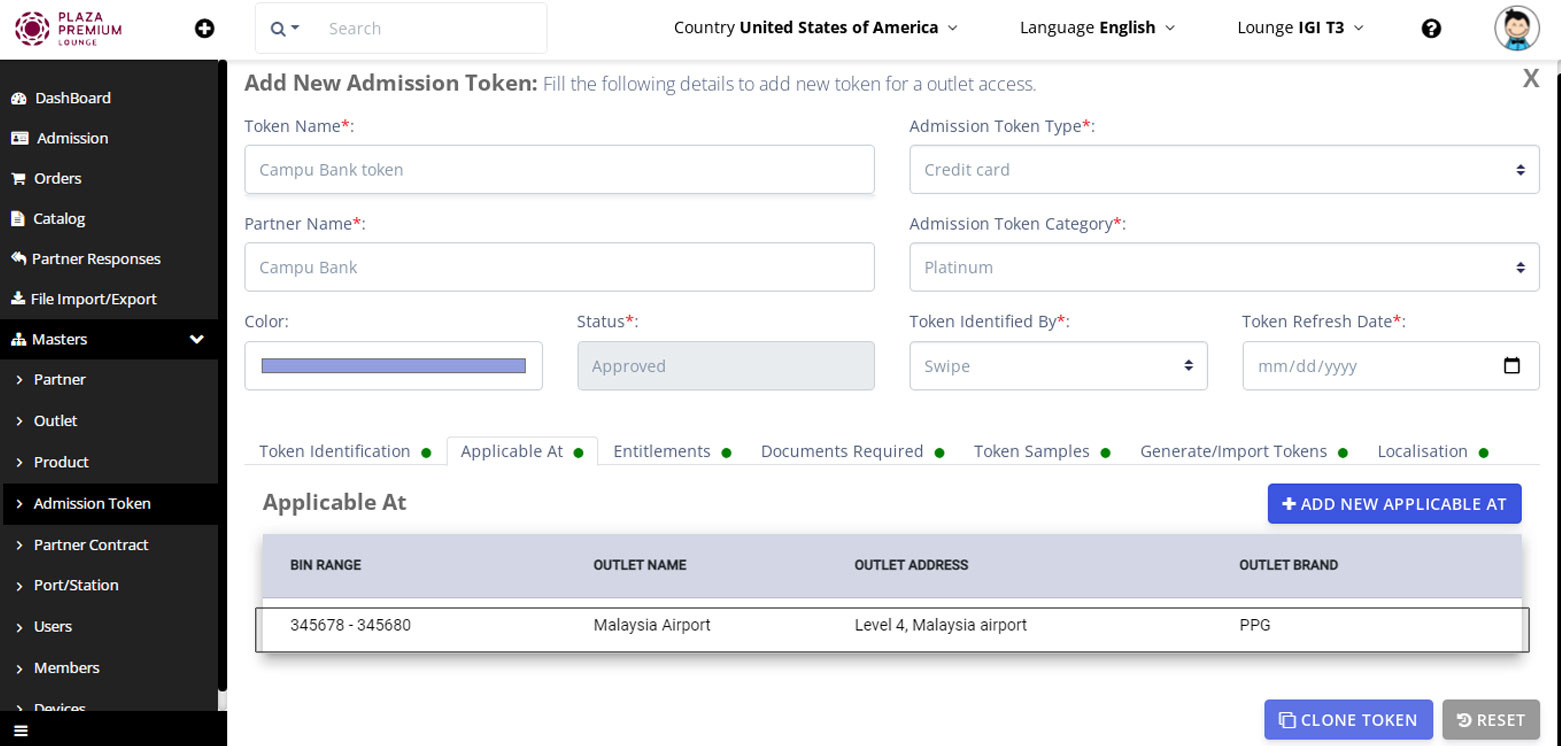 PLAZA
PREMIUM
LOUNGE
Search
Country United States of America
Language English
Lounge IGI T3
DashBoard
Admission
Orders
Catalog
Partner Responses
File Import/Export
Masters
Partner
Outlet
Product
Admission Token
Partner Contract
Port/Station
Users
Members
Devices
Add New Admission Token: Fill the following details to add new token for a outlet access.
X
Token Name*:
Admission Token Type*:
Campu Bank token
Credit card
Partner Name*:
Admission Token Category*:
Campu Bank
Platinum
Color:
Status*:
Token Identified By*:
Token Refresh Date*:
Approved
Swipe
mm/dd/yyyy
Token Identification
Applicable At
Entitlements
Documents Required
Token Samples
Generate/Import Tokens
Localisation
Applicable At
+ ADD NEW APPLICABLE AT
BIN RANGE
OUTLET NAME
OUTLET ADDRESS
OUTLET BRAND
345678 - 345680
Malaysia Airport
Level 4, Malaysia airport
PPG
CLONE TOKEN
RESET